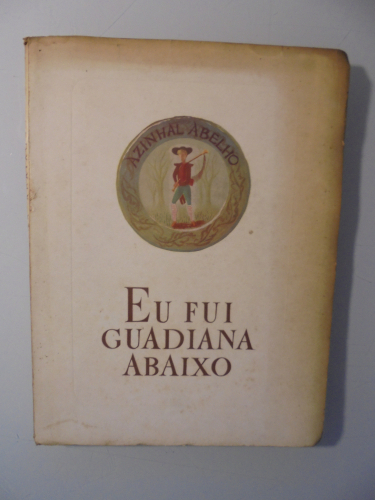 AZINHAL ABELHO
EU FUI
GUADIANA
ABAIXO